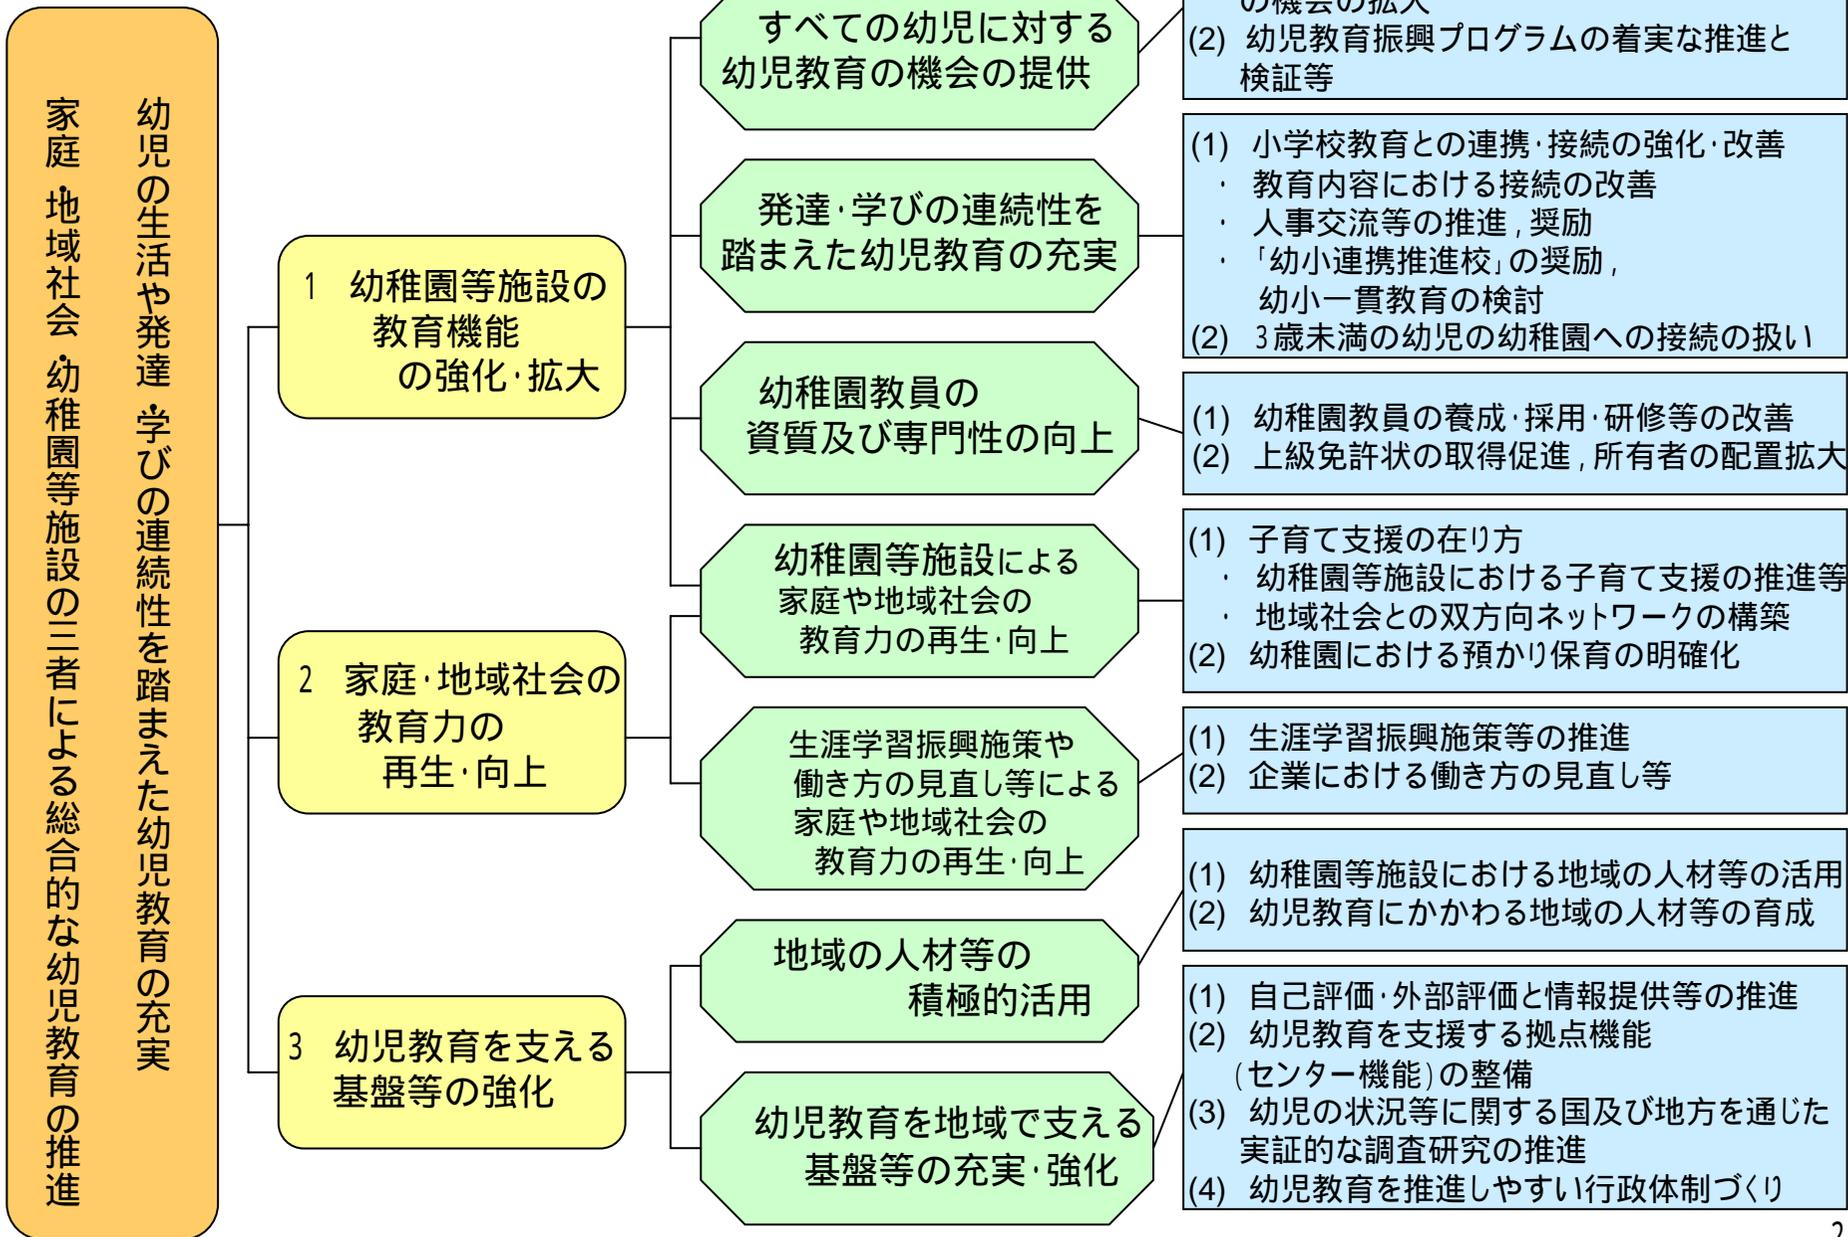 家庭・地域社会・幼稚園等施設の三者による総合的な幼児教育の推進
幼児の生活や発達・学びの連続性を踏まえた幼児教育の充実
1 幼稚園等施設の
教育機能
の強化・拡大
2 家庭・地域社会の
教育力の
再生・向上
3 幼児教育を支える
基盤等の強化
すべての幼児に対する
幼児教育の機会の提供
発達・学びの連続性を
踏まえた幼児教育の充実
幼稚園教員の
資質及び専門性の向上
幼稚園等施設による
家庭や地域社会の
教育力の再生・向上
生涯学習振興施策や
働き方の見直し等による
家庭や地域社会の
教育力の再生・向上
地域の人材等の
積極的活用
幼児教育を地域で支える
基盤等の充実・強化
の機会の拡大
(2) 幼児教育振興プログラムの着実な推進と
検証等
(1) 小学校教育との連携・接続の強化・改善
・ 教育内容における接続の改善
・ 人事交流等の推進,奨励
・ 「幼小連携推進校」の奨励,
幼小一貫教育の検討
(2) 3歳未満の幼児の幼稚園への接続の扱い
(1) 幼稚園教員の養成・採用・研修等の改善
(2) 上級免許状の取得促進,所有者の配置拡大
(1) 子育て支援の在り方
・ 幼稚園等施設における子育て支援の推進等
・ 地域社会との双方向ネットワークの構築
(2) 幼稚園における預かり保育の明確化
(1) 生涯学習振興施策等の推進
(2) 企業における働き方の見直し等
(1) 幼稚園等施設における地域の人材等の活用
(2) 幼児教育にかかわる地域の人材等の育成
(1) 自己評価・外部評価と情報提供等の推進
(2) 幼児教育を支援する拠点機能
(センター機能)の整備
(3) 幼児の状況等に関する国及び地方を通じた
実証的な調査研究の推進
(4) 幼児教育を推進しやすい行政体制づくり
2